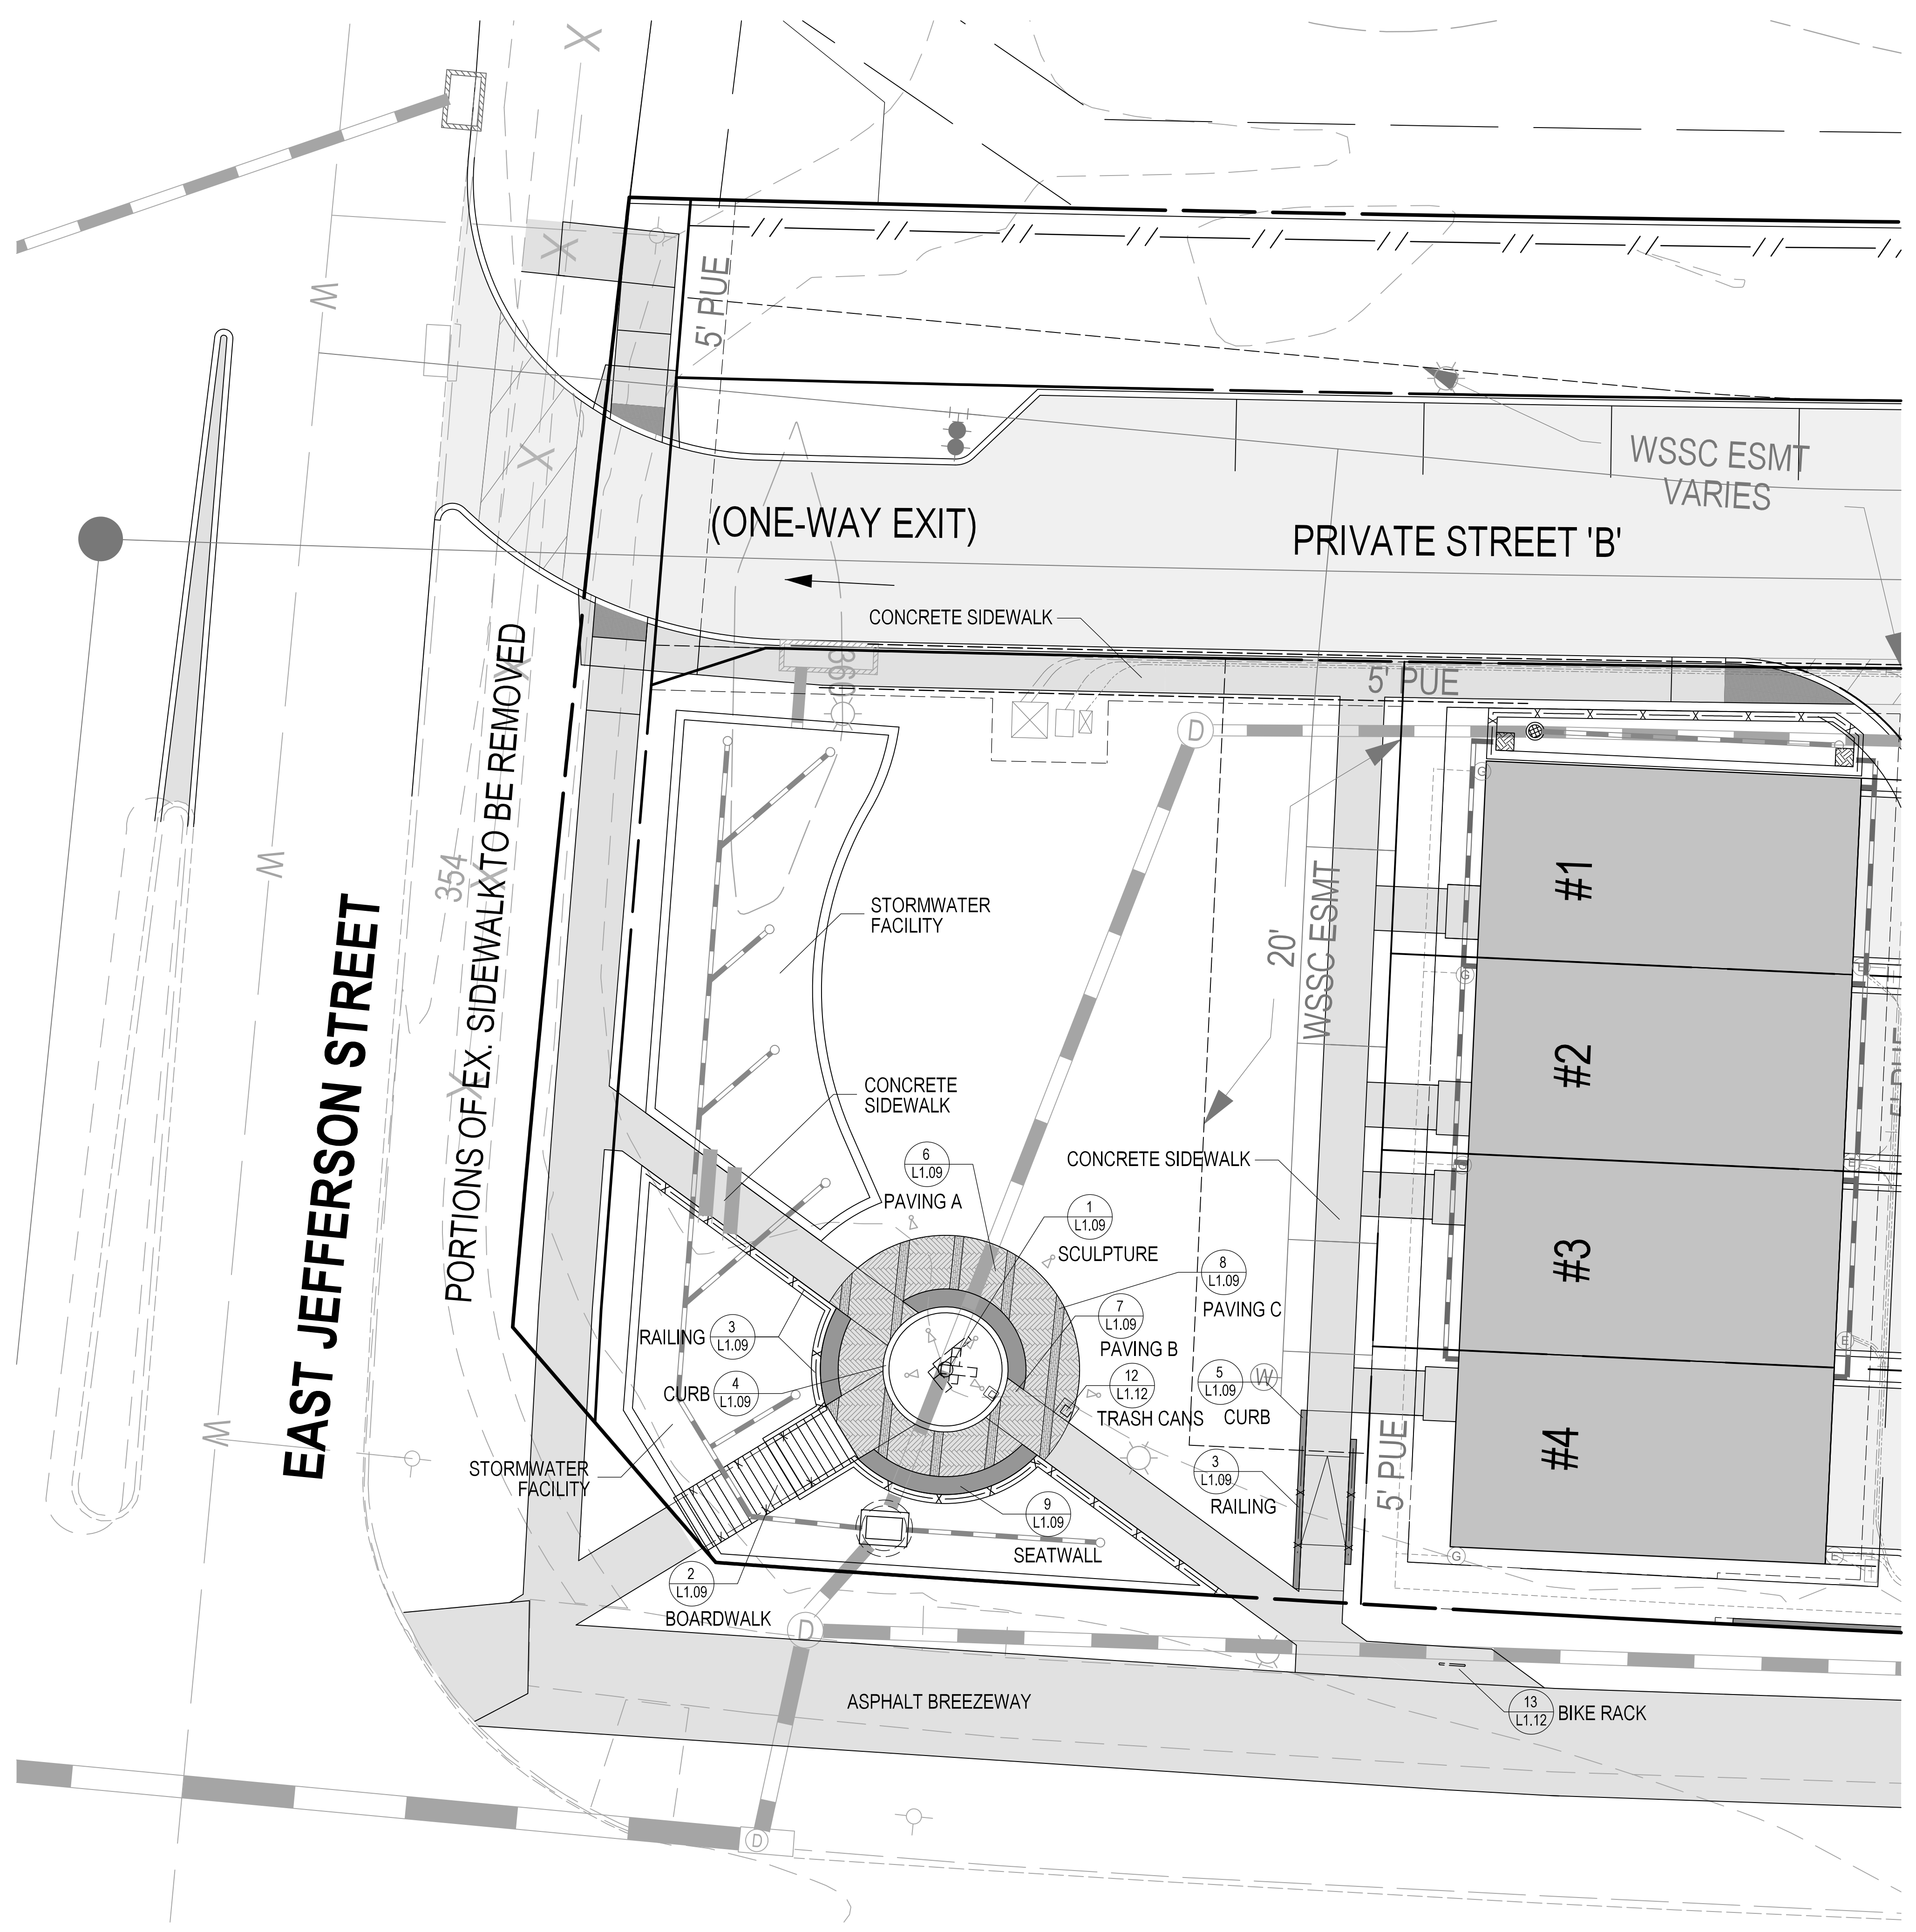 X
X
W
5' PUE
X
WSSC ESMT
VARIES
(ONE-WAY EXIT)
PRIVATE STREET 'B'
CONCRETE SIDEWALK
360
5' PUE
D
X
354
PORTIONS OF EX. SIDEWALK TO BE REMOVED
EAST JEFFERSON STREET
W
X
X
STORMWATER
FACILITY
20'
WSSC ESMT
#1
G
G
E
#2
CONCRETE
SIDEWALK
6
L1.09
PAVING A
CONCRETE SIDEWALK
1
L1.09
SCULPTURE
G
E
#3
8
L1.09
PAVING C
7
L1.09
PAVING B
RAILING
3
L1.09
CURB
4
L1.09
12
L1.12
TRASH CANS
5
L1.09
CURB
W
E
W
STORMWATER
FACILITY
3
L1.09
RAILING
5' PUE
#4
9
L1.09
SEATWALL
G
E
2
L1.09
BOARDWALK
D
ASPHALT BREEZEWAY
13
L1.12
BIKE RACK
D